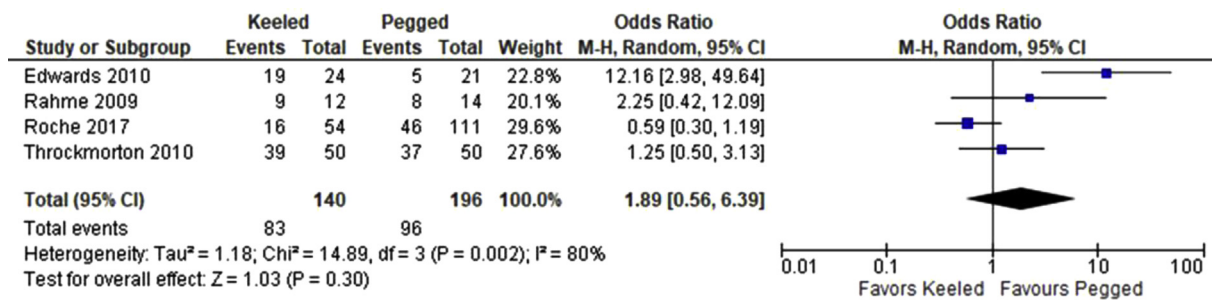 Keeled Pegged Odds Ratio Odds Ratio
Study or Subgroup Events Total Events Total Weight M-H, Random, 95% CI M-H, Random, 95% CI
Edwards 2010 19 24 5 21 22.8% 12.16 [2.98, 49.64]
Rahme 2009 9 12 8 14 20.1% 2.25 [0.42, 12.09]
Roche 2017 16 54 46 111 29.6% 0.59 [0.30, 1.19]
Throckmorton 2010 39 50 37 50 27.6% 1.25 [0.50, 3.13]
Total (95% CI) 140 196 100.0% 1.89 [0.56, 6.39]
Total events 83 96
Heterogeneity: Tau² = 1.18; Chi² = 14.89, df = 3 (P = 0.002); I² = 80%
Test for overall effect: Z = 1.03 (P = 0.30)
0.01 0.1 1 10 100
Favors Keeled Favours Pegged